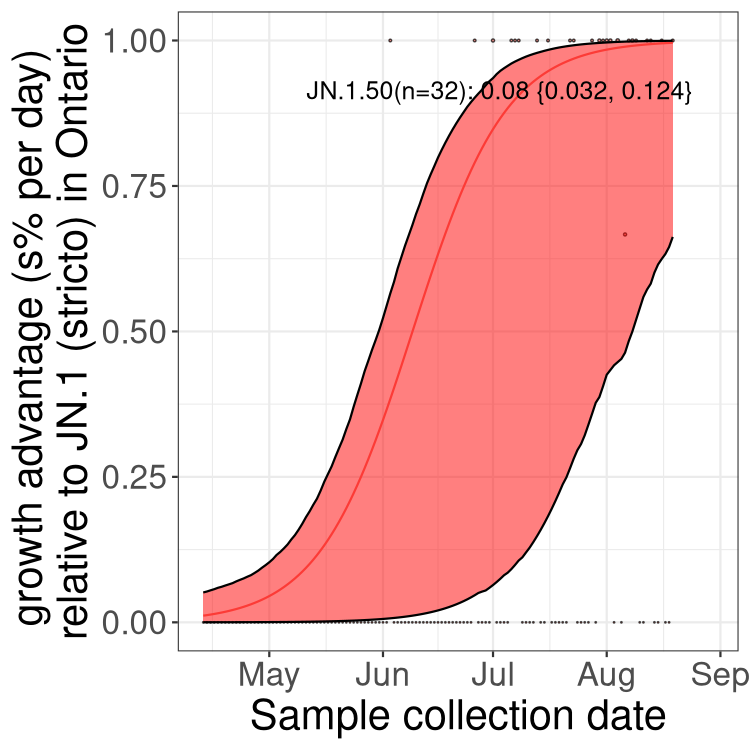 growth advantage (s% per day)
relative to JN.1 (stricto) in Ontario
1.00
0.75
0.50
0.25
0.00
JN.1.50(n=32): 0.08 {0.032, 0.124}
May Jun Jul Aug Sep
Sample collection date